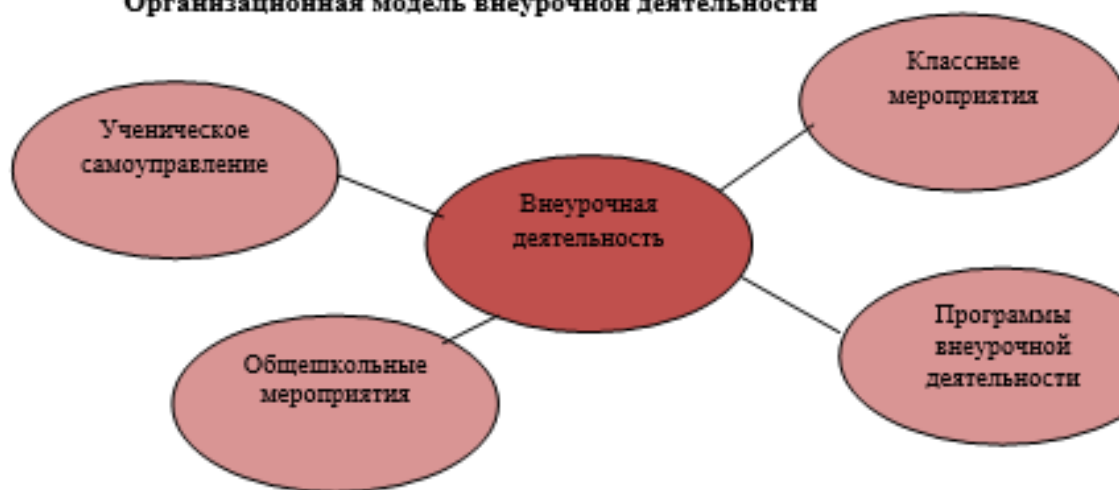 Организационная модель внеурочной деятельности
Классные
мероприятия
Ученическое
самоуправление
Внеурочная
деятельность
Программы
внеурочной
деятельности
Общешкольные
мероприятия